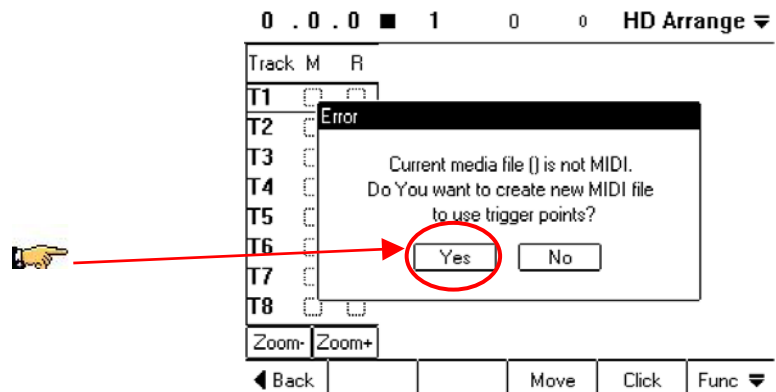 0 . 0 . 0 ■ 1 0 0 HD Arrange
Track M R
T1
T2
T3
T4
T5
T6
T7
T8
Error
Current media file () is not MIDI.
Do You want to create new MIDI file
to use trigger points?
Yes No
Zoom- Zoom+
Back Move Click Func